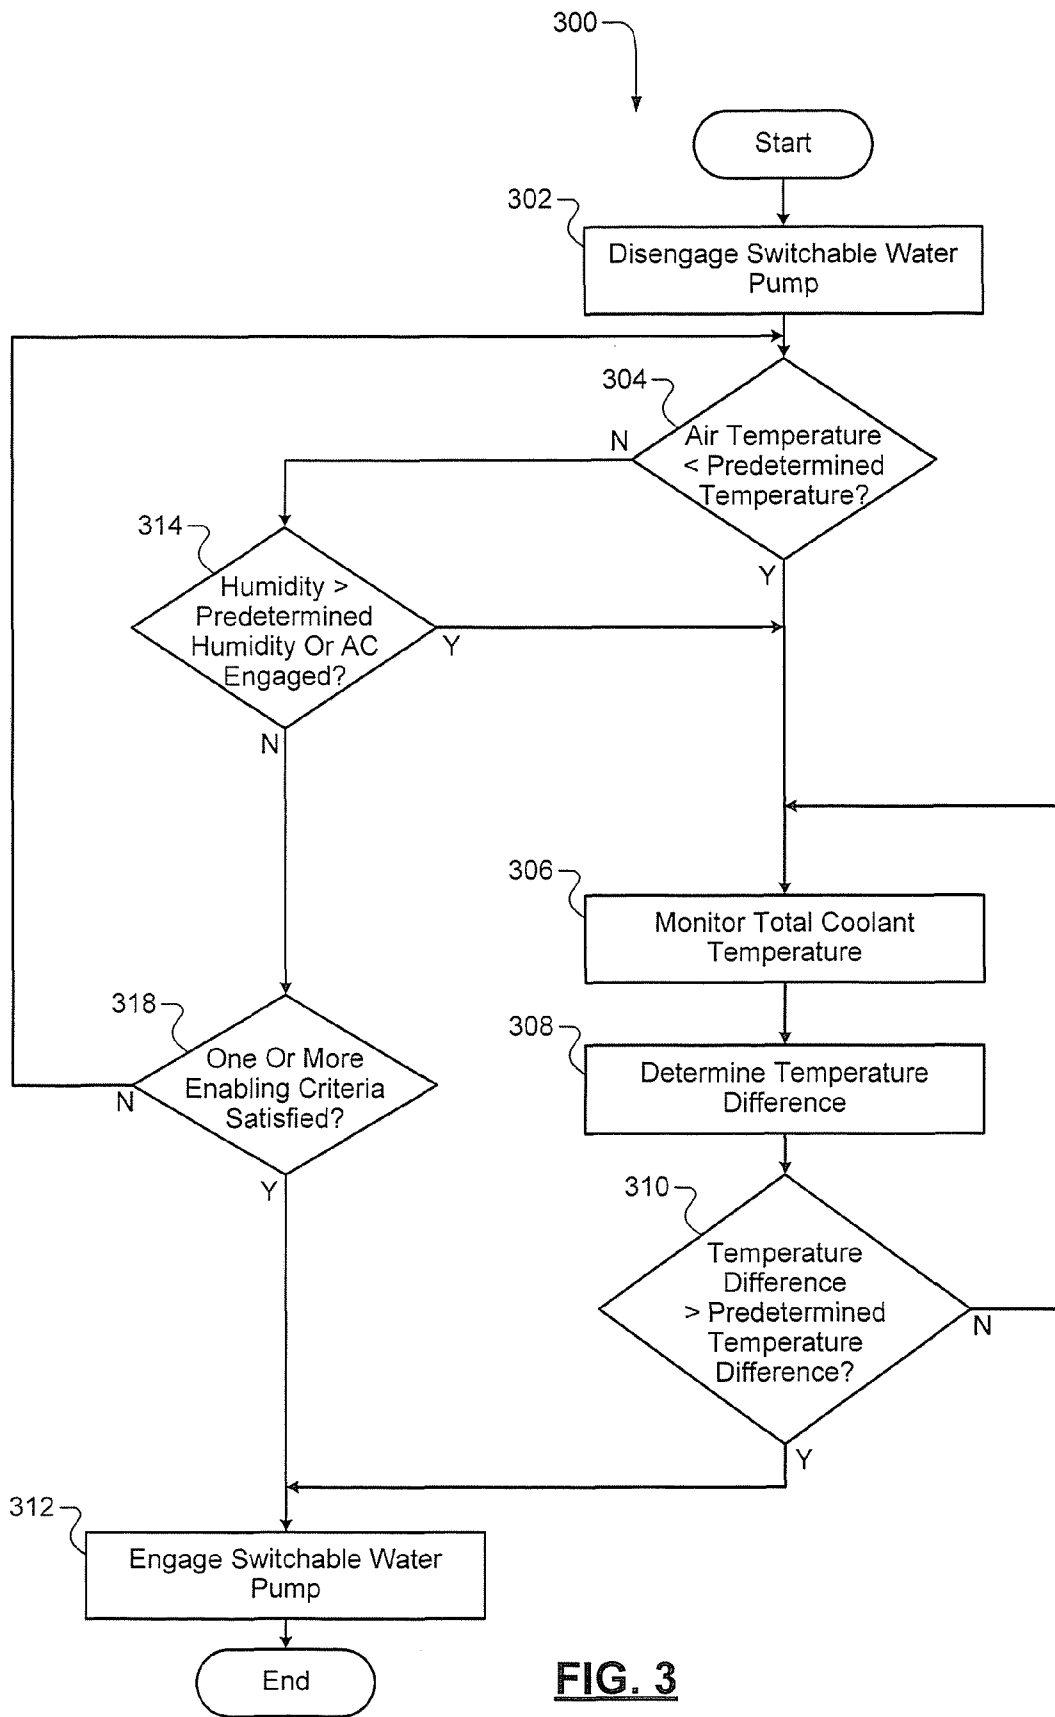 300
Start
302
Disengage Switchable Water
Pump
304
N
Air Temperature
< Predetermined
Temperature?
Y
314
Humidity >
Predetermined
Humidity Or AC
Engaged?
Y
N
306
Monitor Total Coolant
Temperature
318
One Or More
Enabling Criteria
Satisfied?
N
Y
308
Determine Temperature
Difference
310
Temperature
Difference
> Predetermined
Temperature
Difference?
N
Y
312
Engage Switchable Water
Pump
End
FIG. 3